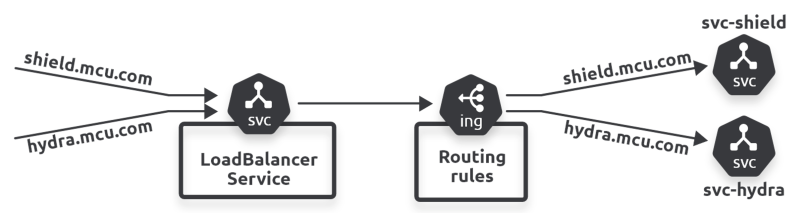 shield.mcu.com
hydra.mcu.com
svc
LoadBalancer
Service
ing
Routing
rules
shield.mcu.com
hydra.mcu.com
svc-shield
svc
svc
svc-hydra